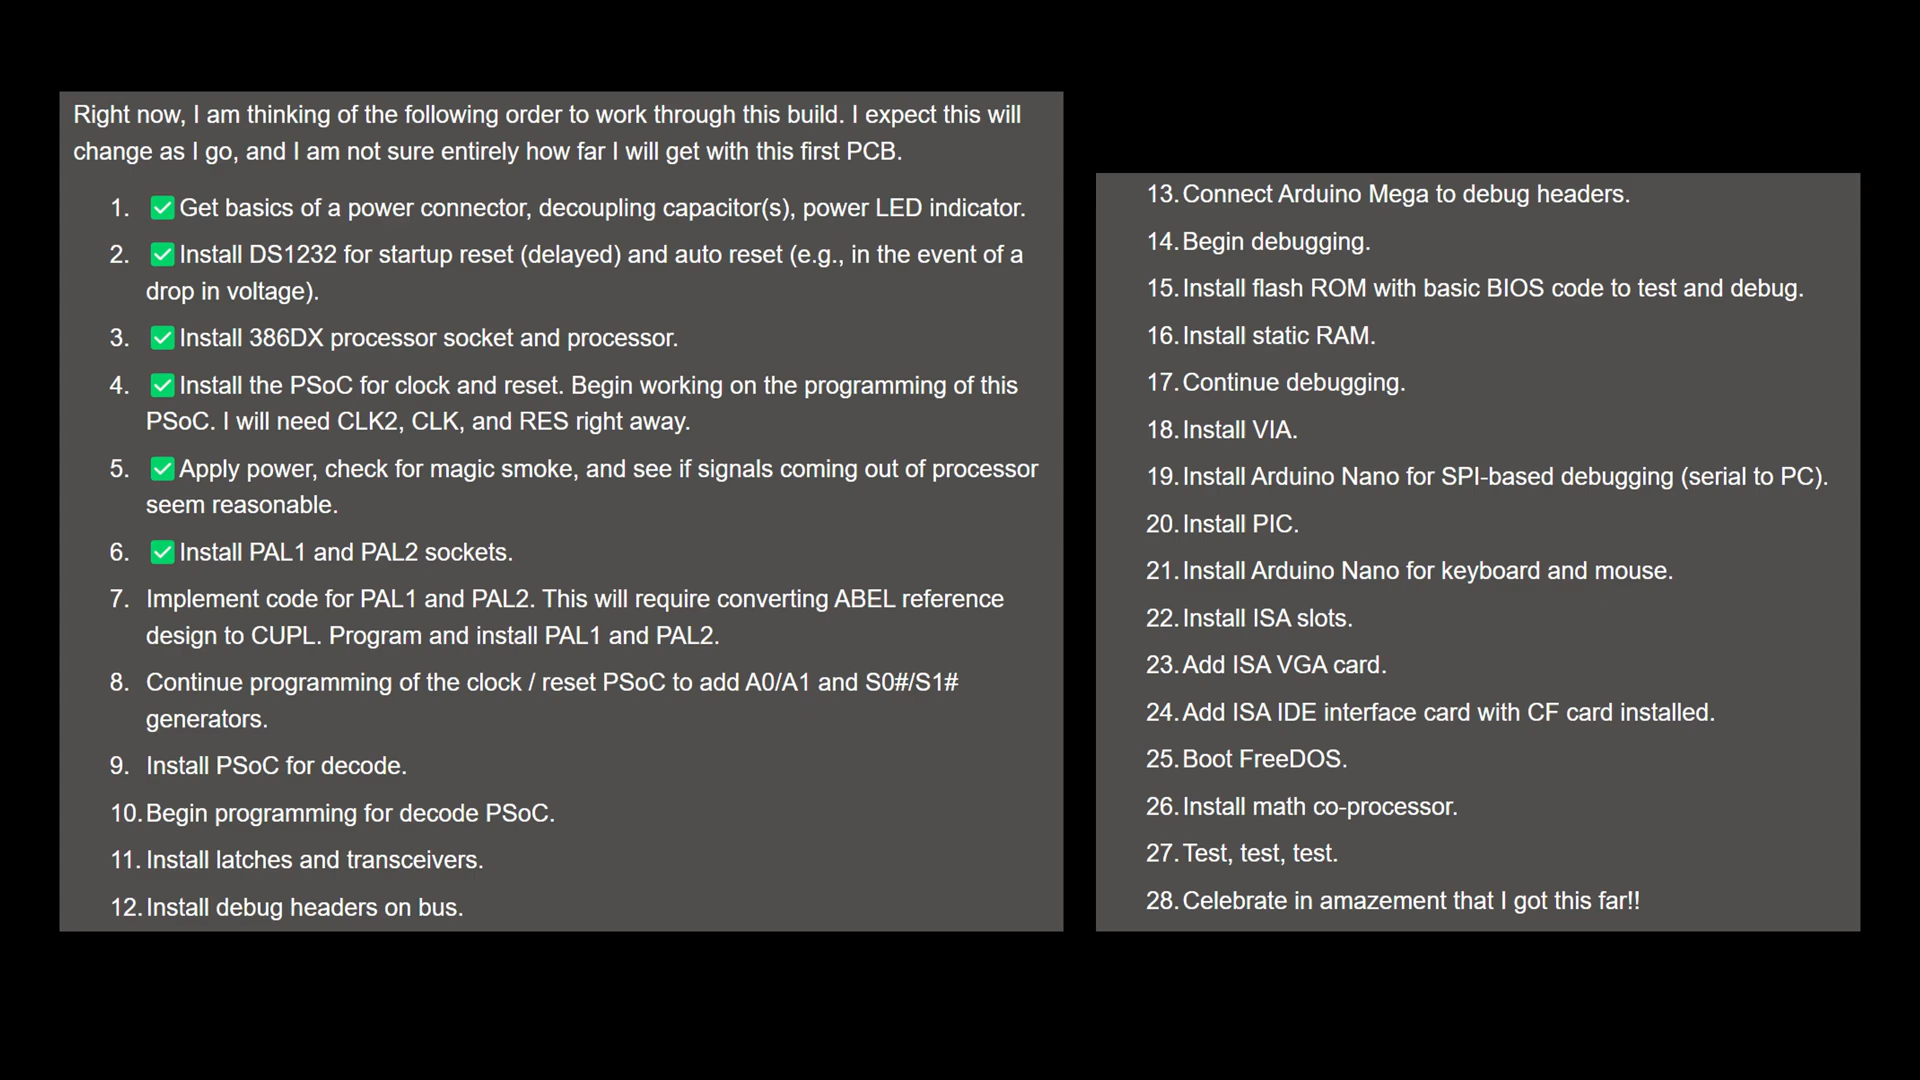 Right now, I am thinking of the following order to work through this build. I expect this will
change as I go, and I am not sure entirely how far I will get with this first PCB.
1. ✅Get basics of a power connector, decoupling capacitor(s), power LED indicator.
2. ✅Install DS1232 for startup reset (delayed) and auto reset (e.g., in the event of a
drop in voltage).
3. ✅Install 386DX processor socket and processor.
4. ✅Install the PSoC for clock and reset. Begin working on the programming of this
PSoC. I will need CLK2, CLK, and RES right away.
5. ✅Apply power, check for magic smoke, and see if signals coming out of processor
seem reasonable.
6. ✅Install PAL1 and PAL2 sockets.
7. Implement code for PAL1 and PAL2. This will require converting ABEL reference
design to CUPL. Program and install PAL1 and PAL2.
8. Continue programming of the clock / reset PSoC to add A0/A1 and S0#/S1#
generators.
9. Install PSoC for decode.
10. Begin programming for decode PSoC.
11. Install latches and transceivers.
12. Install debug headers on bus.
13. Connect Arduino Mega to debug headers.
14. Begin debugging.
15. Install flash ROM with basic BIOS code to test and debug.
16. Install static RAM.
17. Continue debugging.
18. Install VIA.
19. Install Arduino Nano for SPI-based debugging (serial to PC).
20. Install PIC.
21. Install Arduino Nano for keyboard and mouse.
22. Install ISA slots.
23. Add ISA VGA card.
24. Add ISA IDE interface card with CF card installed.
25. Boot FreeDOS.
26. Install math co-processor.
27. Test, test, test.
28. Celebrate in amazement that I got this far!!